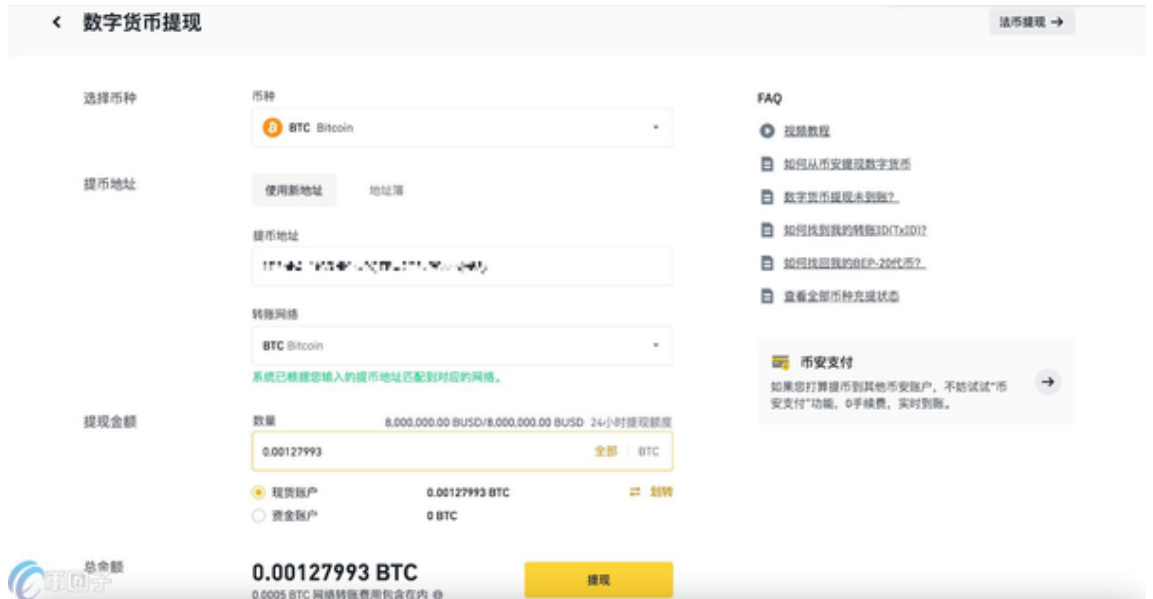 数字货币提现
法币提现
选择币种
币种
BTC Bitcoin
提币地址
使用新地址 地址簿
提币地址
转账网络
BTC Bitcoin
系统已根据您输入的提币地址匹配到对应的网络。
提现金额
数量 8,000,000.00 BUSD/8,000,000.00 BUSD 24小时提现额度
0.00127993 全部 BTC
现货账户 0.00127993 BTC 划转
资金账户 0 BTC
总金额
0.00127993 BTC
0.0005 BTC 网络转账费用包含在内
提现
FAQ
视频教程
如何从币安提现数字货币
数字货币提现未到账?
如何找到我的转账ID(TxID)?
如何找回我的BEP-20代币?
查看全部币种充提状态
币安支付
如果您打算提币到其他币安账户，不妨试试"币
安支付"功能，0手续费，实时到账。
币圈子